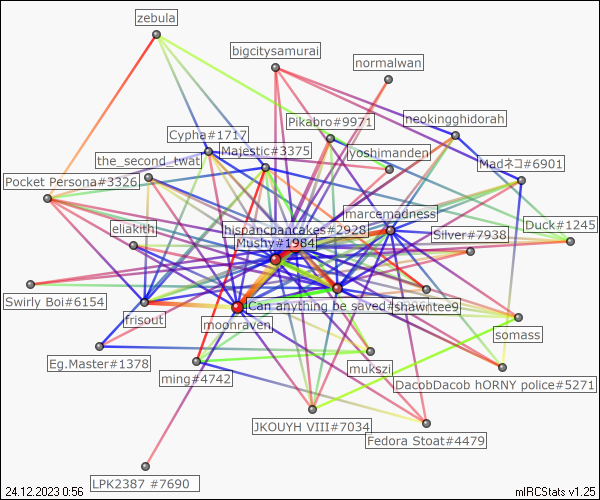 zebula
bigcitysamurai
normalwan
Pikabro#9971
neokingghidorah
Cypha#1717
Majestic#3375
lyoshimanden
the_second_twat
Madネコ#6901
Pocket Persona#3326
marcemadness
eliakith
hispancpancakes#2928
Silver#7938
Duck#1245
Mushy#1984
Swirly Boi#6154
frisout
Can anything be saved
shawntee9
moonraven
somass
Eg.Master#1378
mukszi
ming#4742
DacobDacob hORNY police#5271
JKOUYH VIII#7034
Fedora Stoat#4479
LPK2387 #7690
24.12.2023 0:56
mIRCStats v1.25